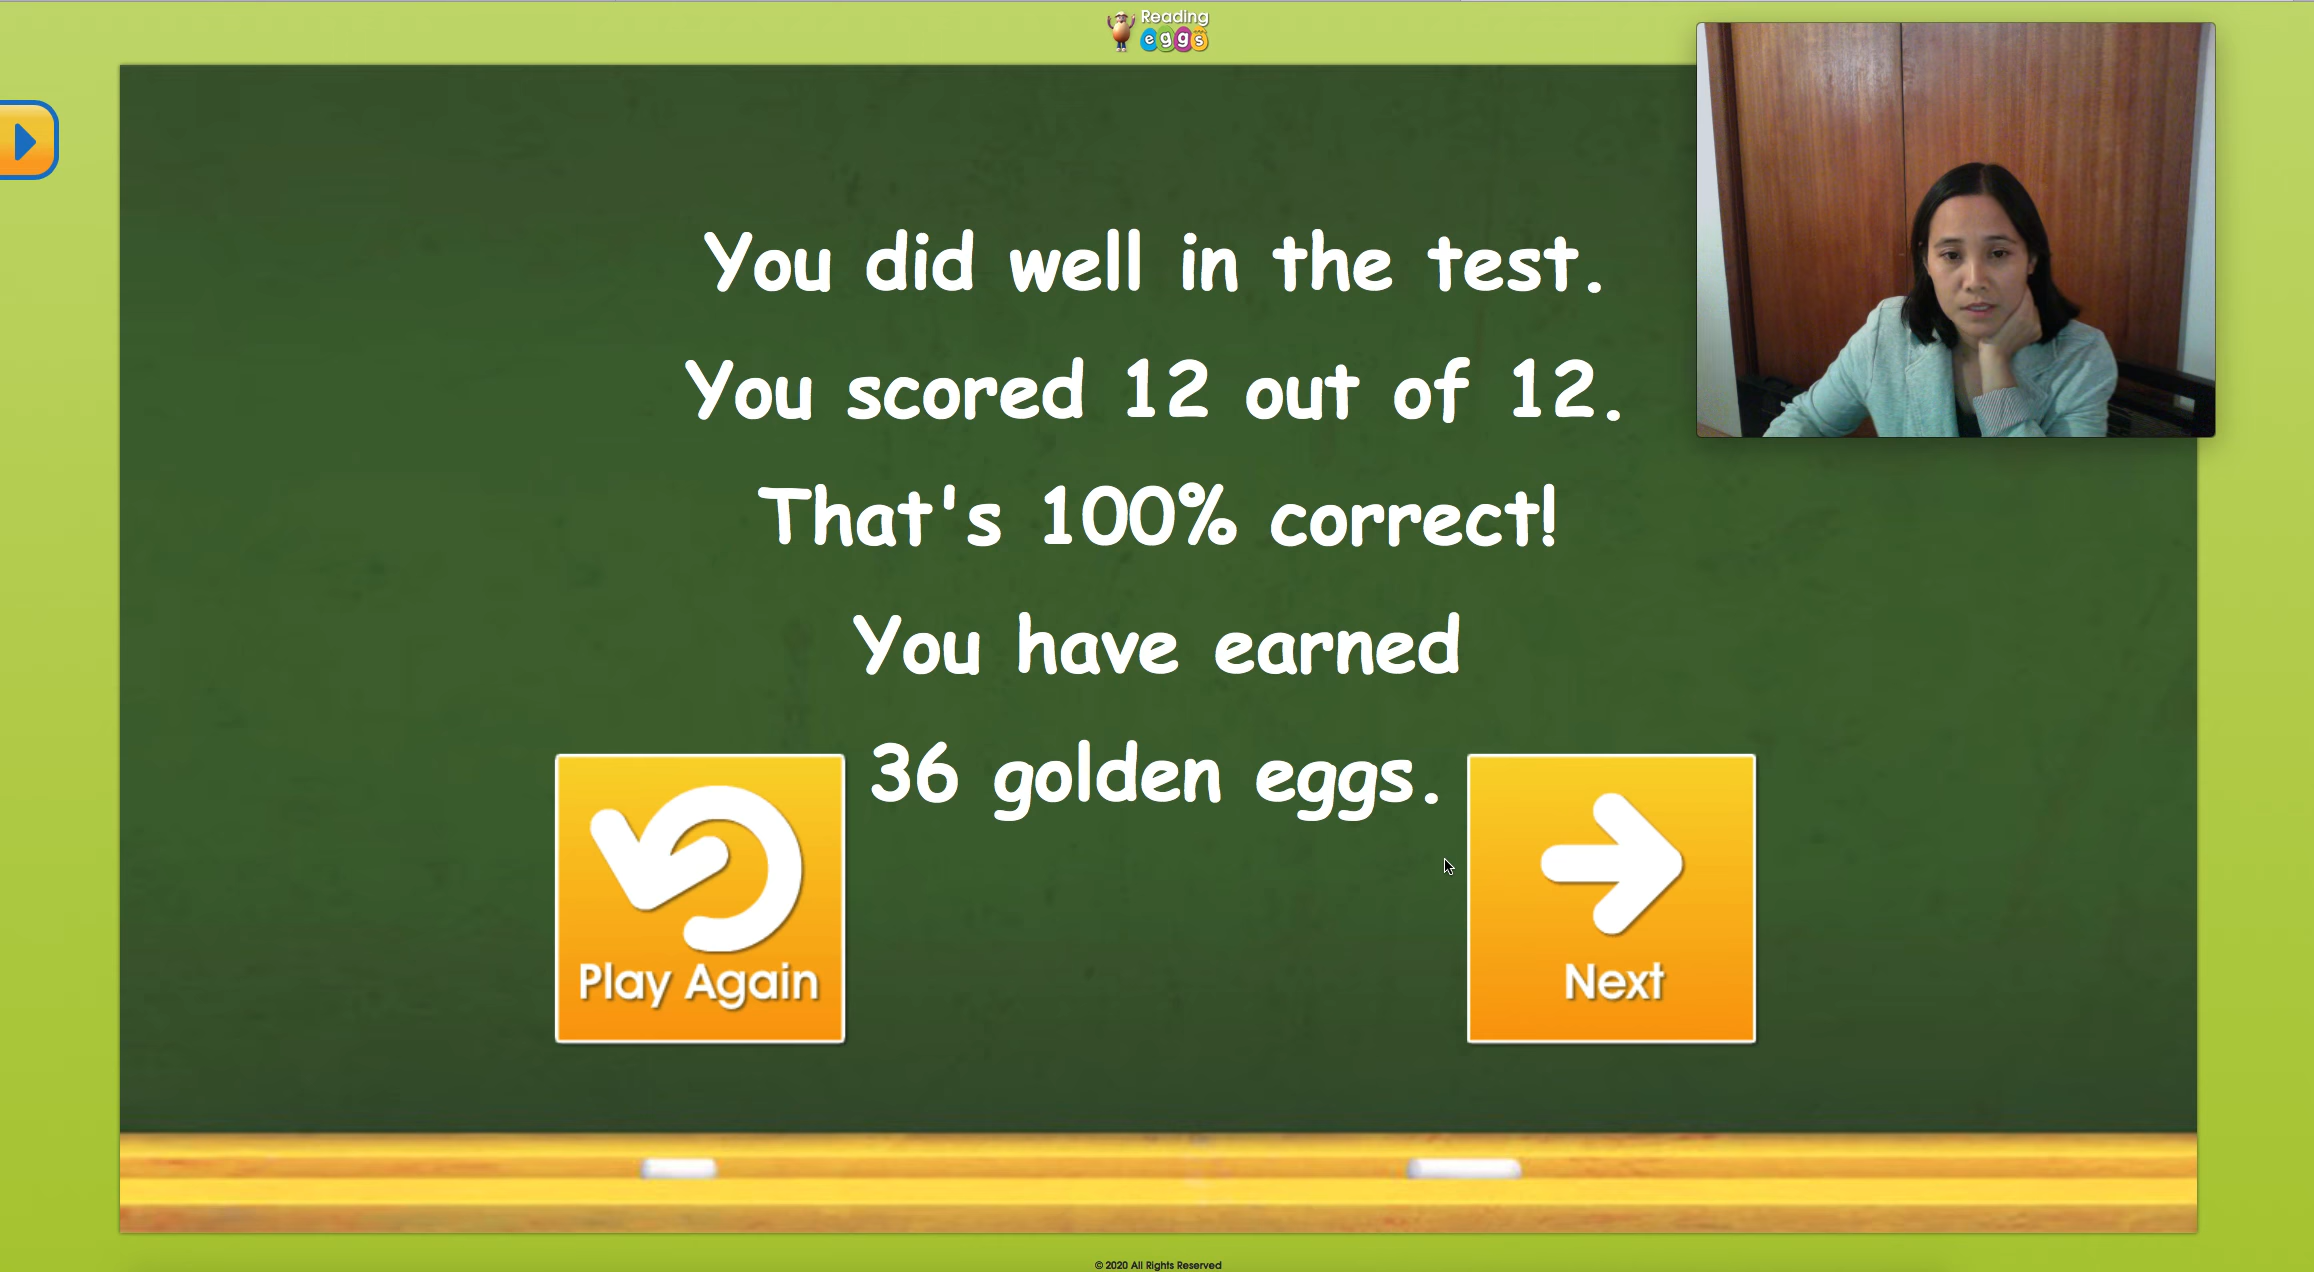 Reading
eggs
You did well in the test.
You scored 12 out of 12.
That's 100% correct!
You have earned
36 golden eggs.
Play Again
Next
© 2020 All Rights Reserved